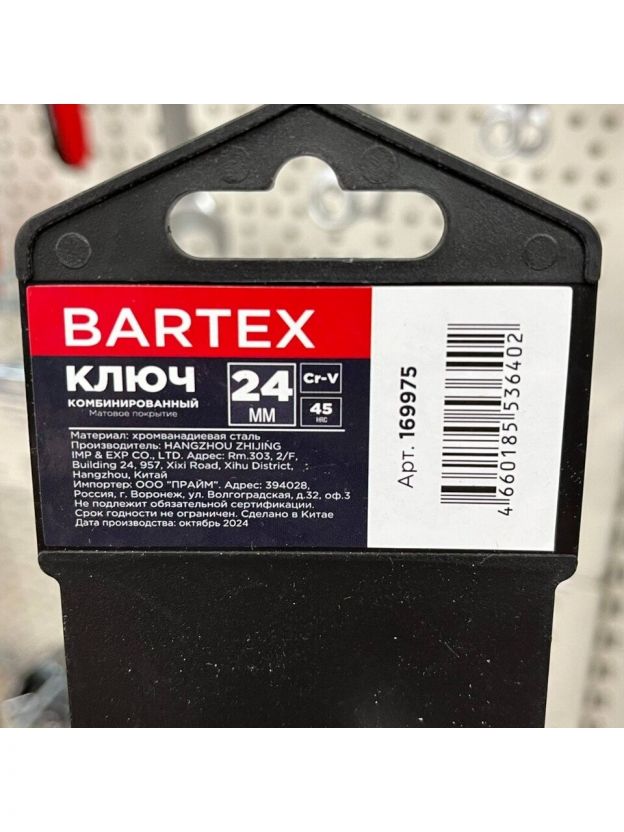 BARTEX
КЛЮЧ
КОМБИНИРОВАННЫЙ
Матовое покрытие
24
ММ
Cr-V
45
HRC
Материал: хромванадиевая сталь
Производитель: HANGZHOU ZHIJING
IMP & EXP CO., LTD. Адрес: Rm.303, 2/F,
Building 24, 957, Xixi Road, Xihu District,
Hangzhou, Китай
Импортер: ООО "ПРАЙМ". Адрес: 394028,
Россия, г. Воронеж, ул. Волгоградская, д.32, оф.3
Не подлежит обязательной сертификации.
Срок годности не ограничен. Сделано в Китае
Дата производства: октябрь 2024
Арт. 169975
4660185536402